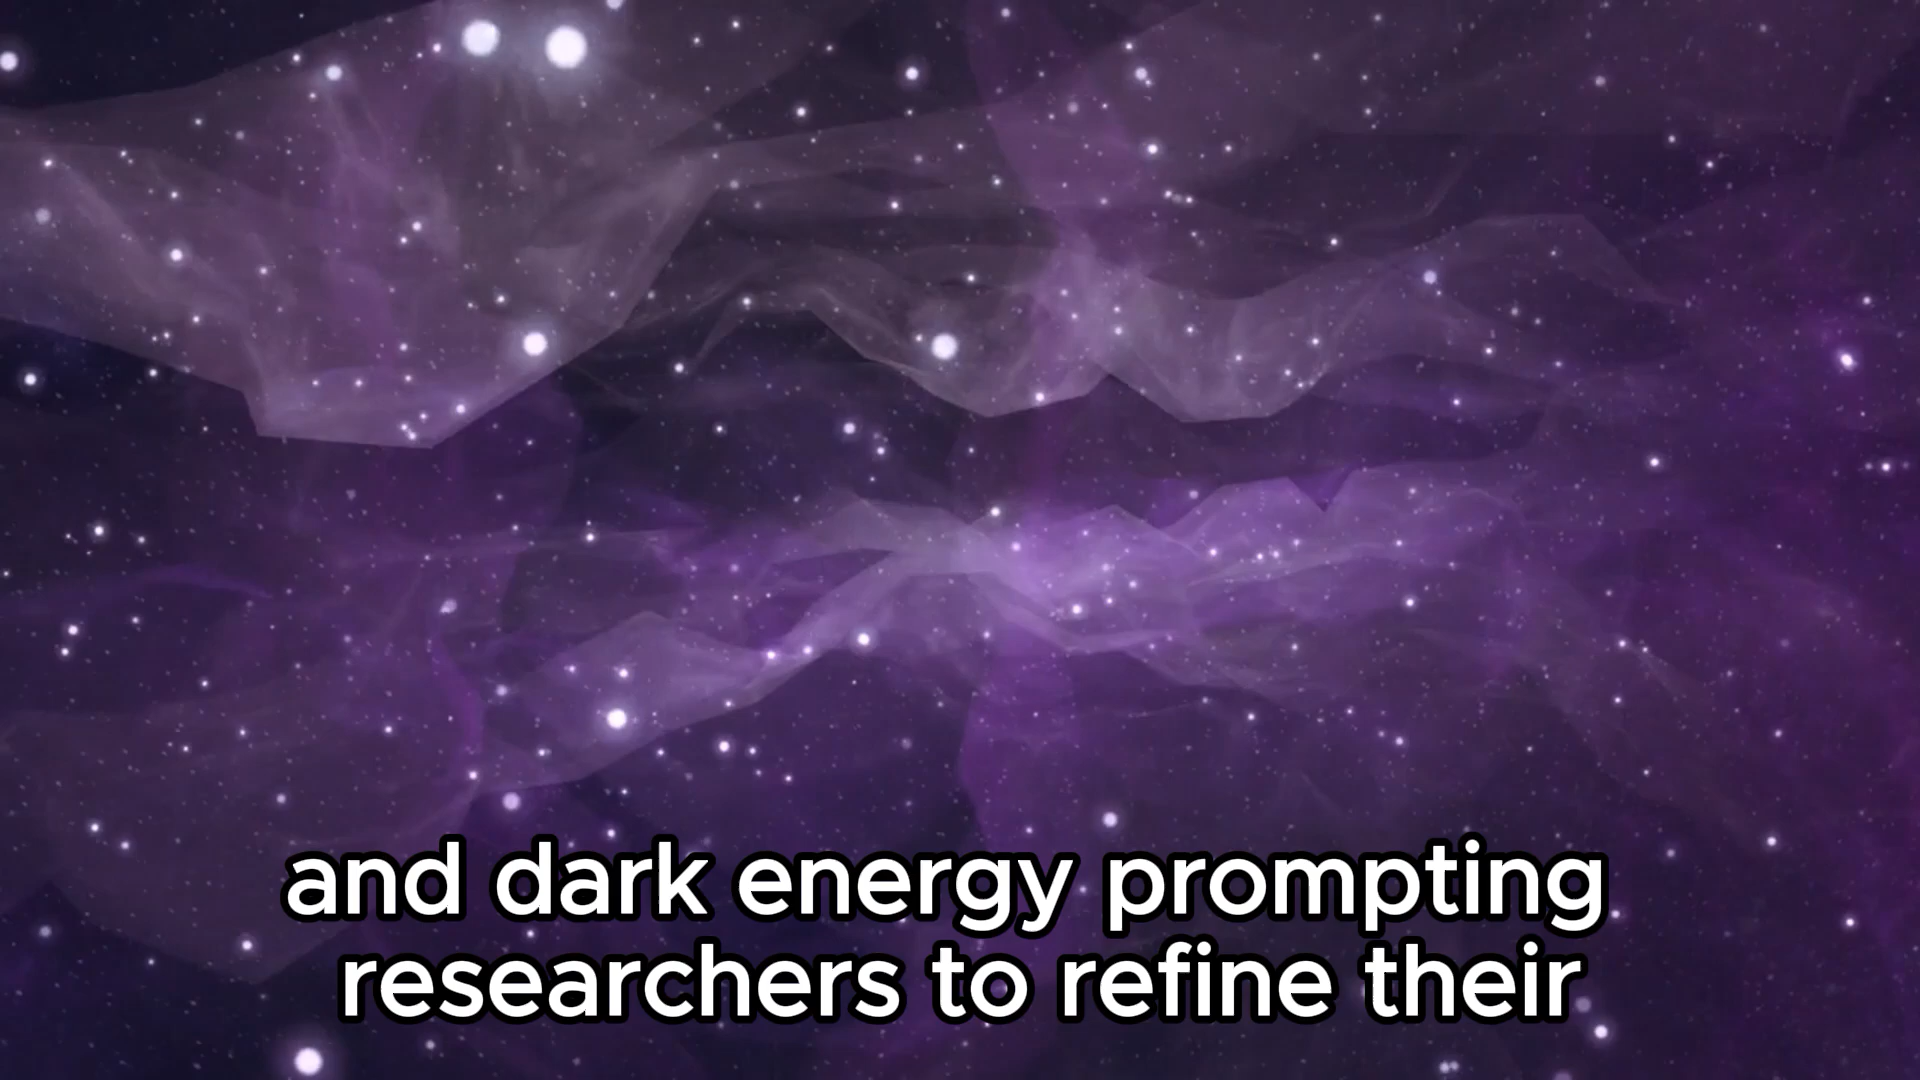 and dark energy prompting
researchers to refine their